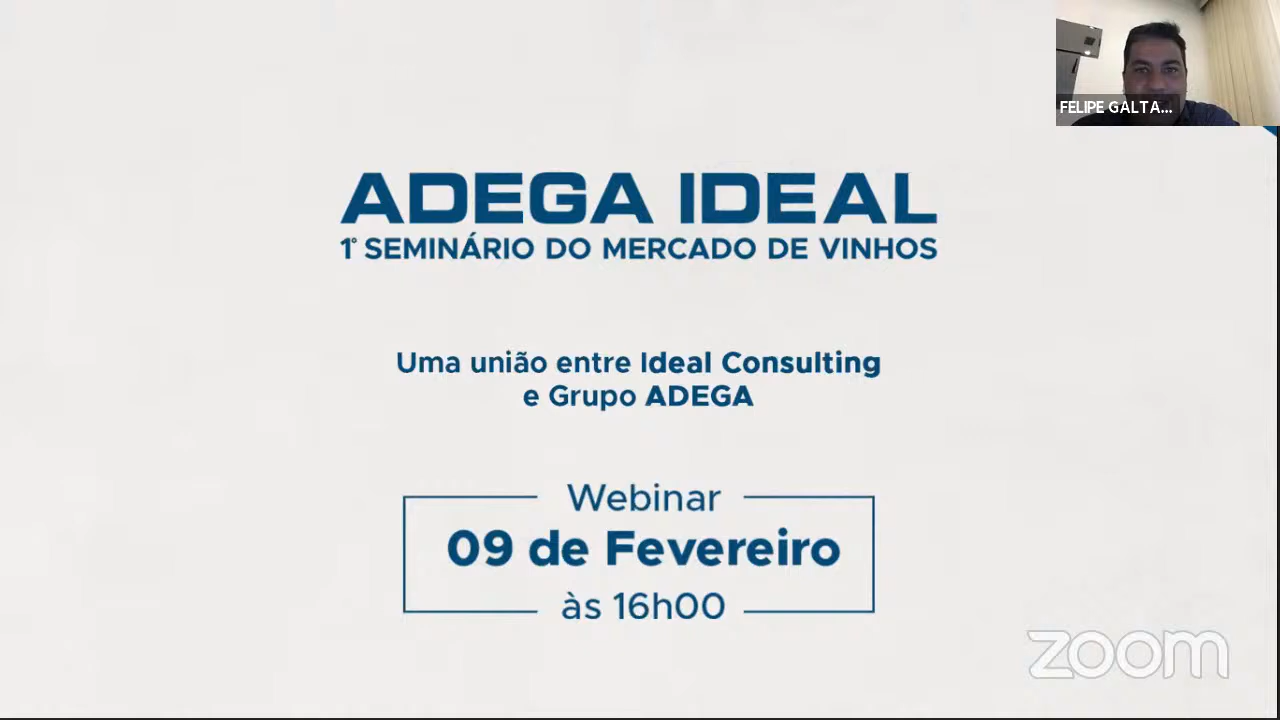 FELIPE GALTA...
ADEGA IDEAL
1º SEMINÁRIO DO MERCADO DE VINHOS
Uma união entre Ideal Consulting
e Grupo ADEGA
Webinar
09 de Fevereiro
às 16h00
zoom